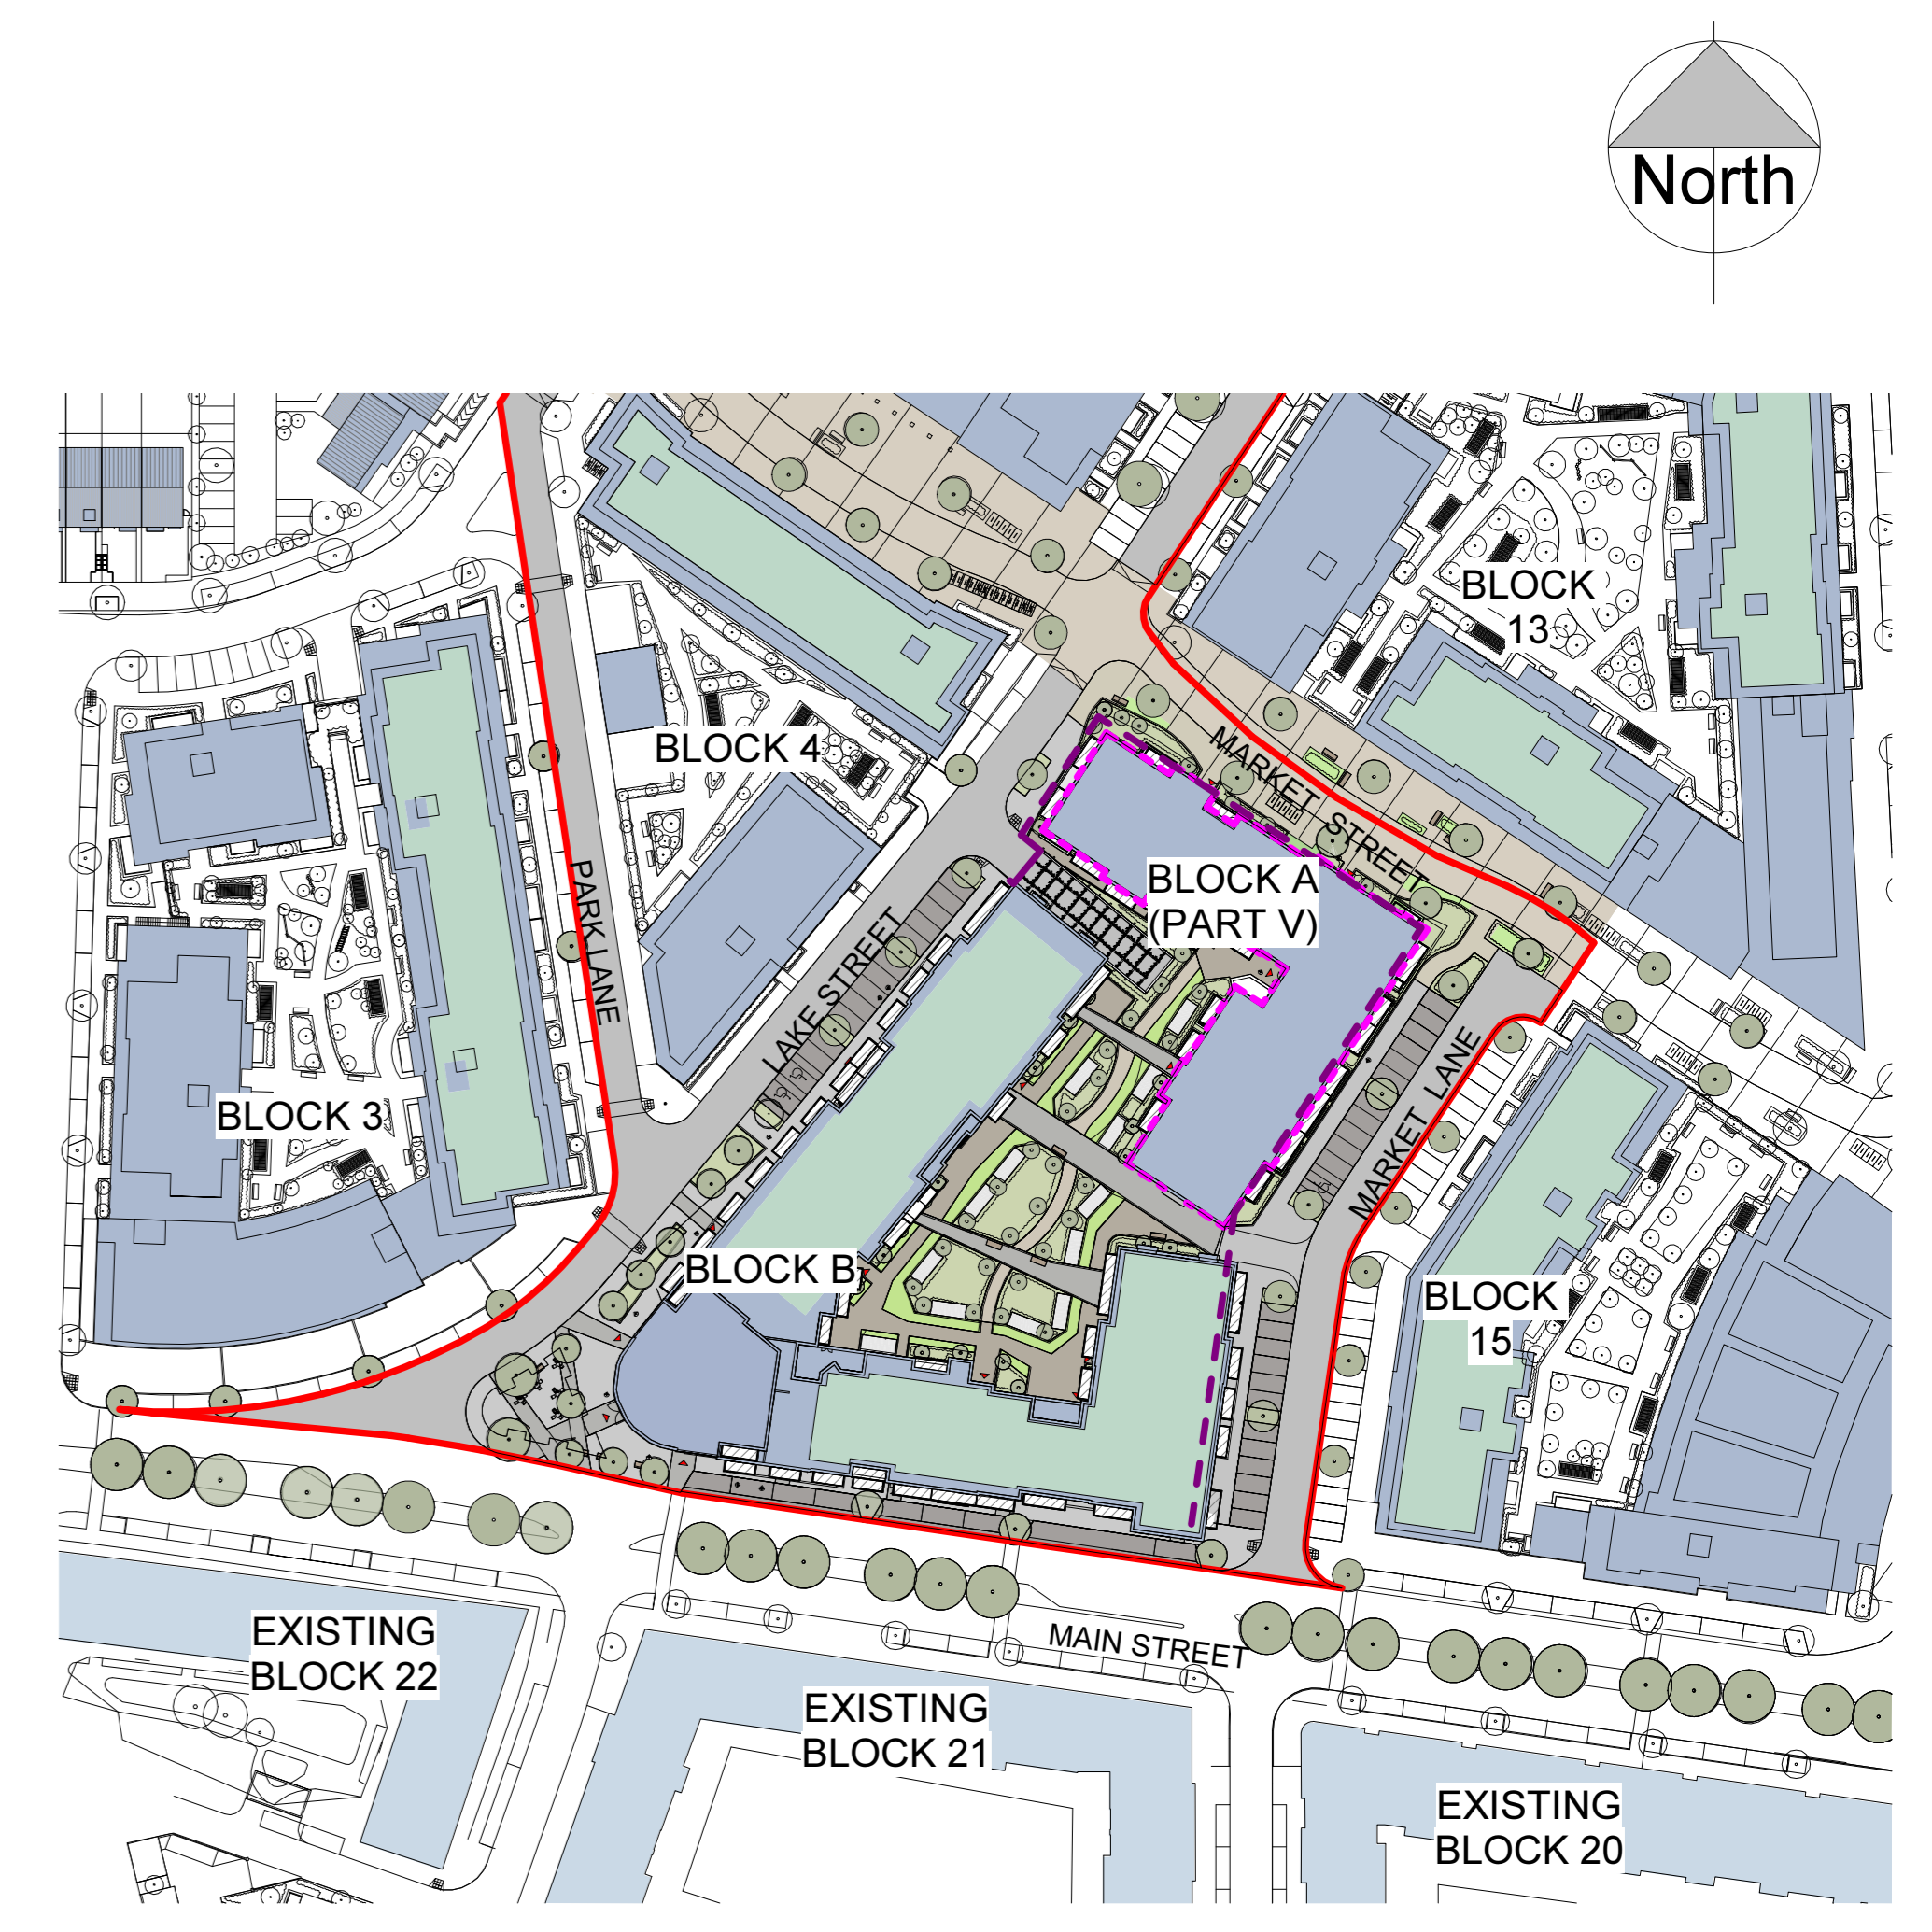 North
BLOCK
13
BLOCK 4
MARKET STREET
BLOCK A
(PART V)
PARK LANE
LAKE STREET
MARKET LANE
BLOCK 3
BLOCK B
BLOCK
15
EXISTING
BLOCK 22
MAIN STREET
EXISTING
BLOCK 21
EXISTING
BLOCK 20